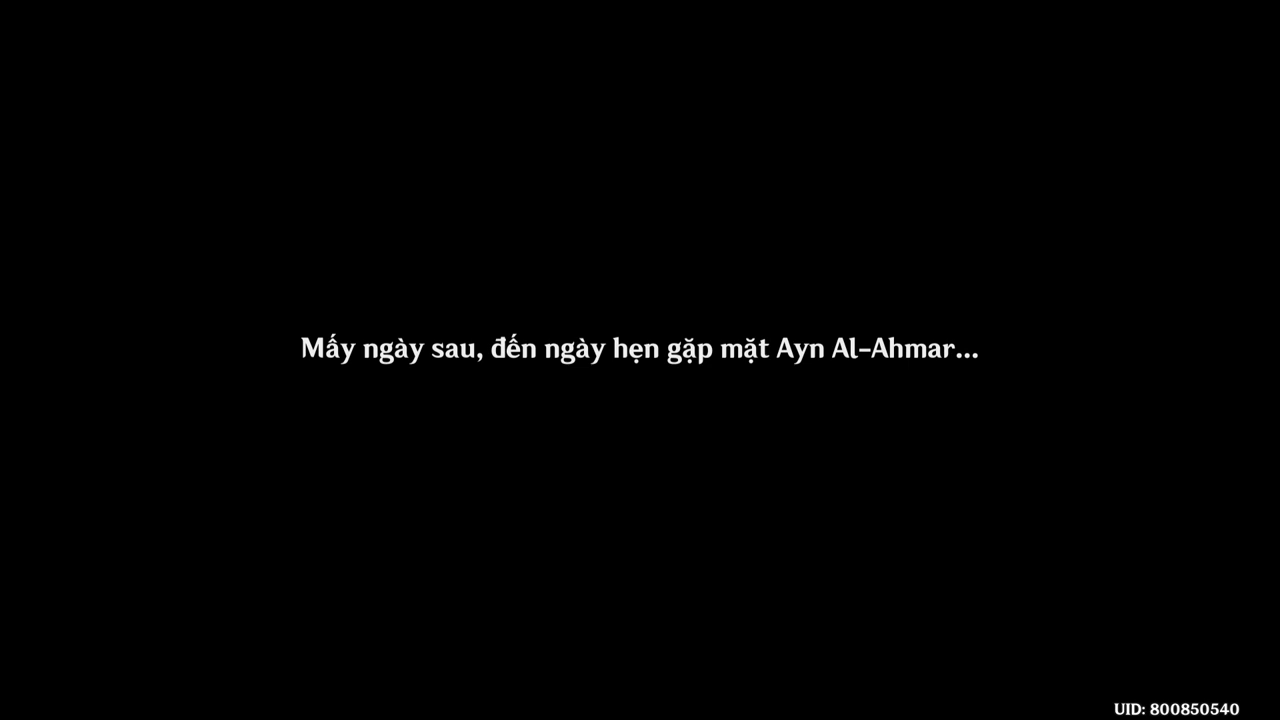 Mấy ngày sau, đến ngày hẹn gặp mặt Ayn Al-Ahmar...
UID: 800850540